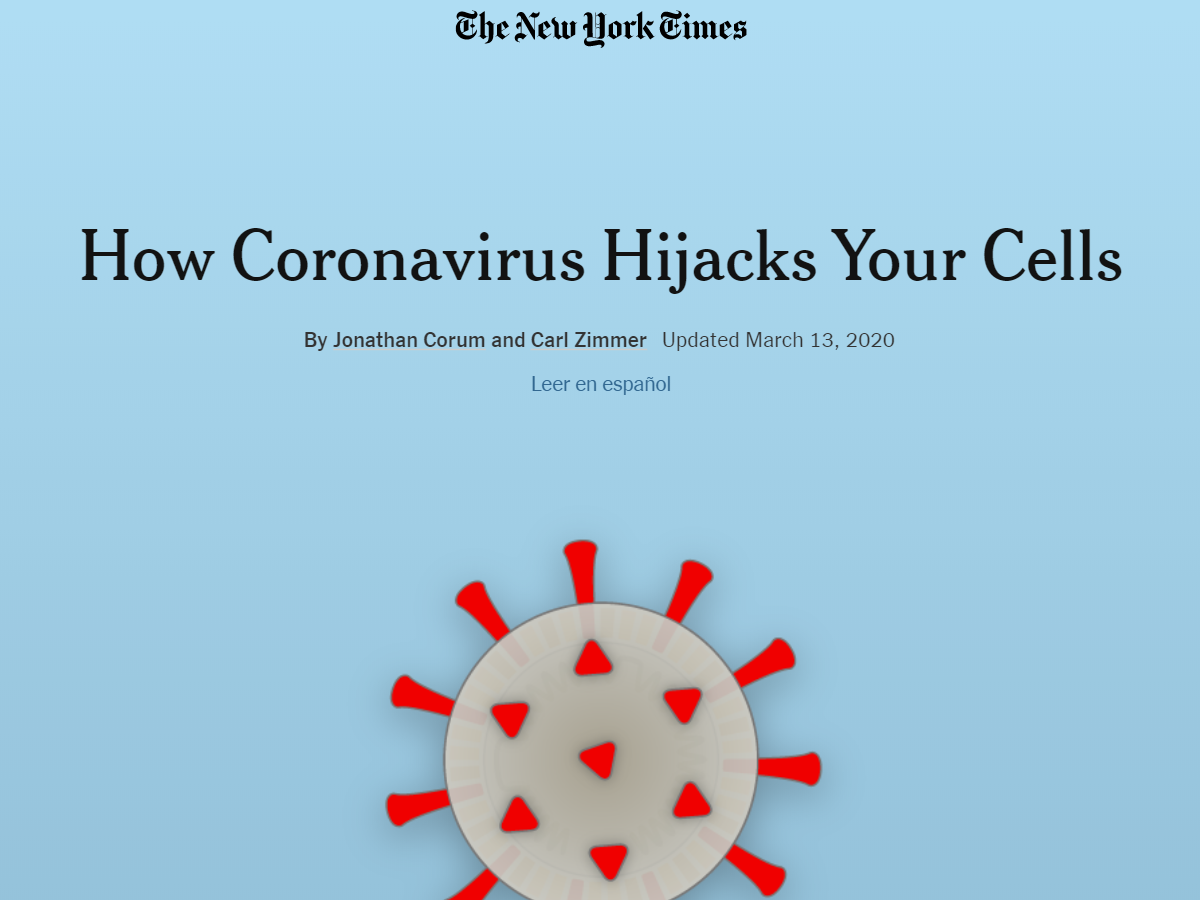 The New York Times
How Coronavirus Hijacks Your Cells
By Jonathan Corum and Carl Zimmer Updated March 13, 2020
Leer en español